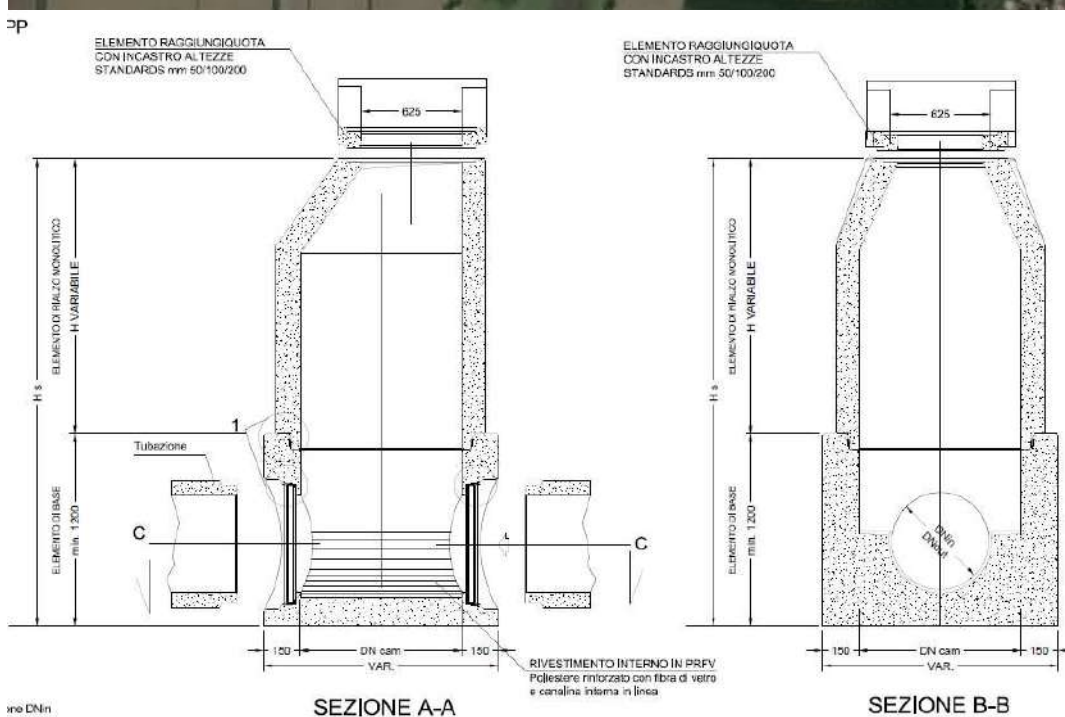 PP
ELEMENTO RAGGIUNGIQUOTA
CON INCASTRO ALTEZZE
STANDARDS mm 50/100/200
625
H s
ELEMENTO DI RIALZO MONOLITICO
H VARIABILE
ELEMENTO DI BASE
min. 1200
1
Tubazione
C
C
150
DN cam
150
VAR.
RIVESTIMENTO INTERNO IN PRFV
Poliestere rinforzato con fibra di vetro
e canalina interna in linea
SEZIONE A-A
ELEMENTO RAGGIUNGIQUOTA
CON INCASTRO ALTEZZE
STANDARDS mm 50/100/200
625
H s
ELEMENTO DI RIALZO MONOLITICO
H VARIABILE
ELEMENTO DI BASE
min. 1200
DNin
DNout
150
DN cam
150
VAR.
SEZIONE B-B
one DNin